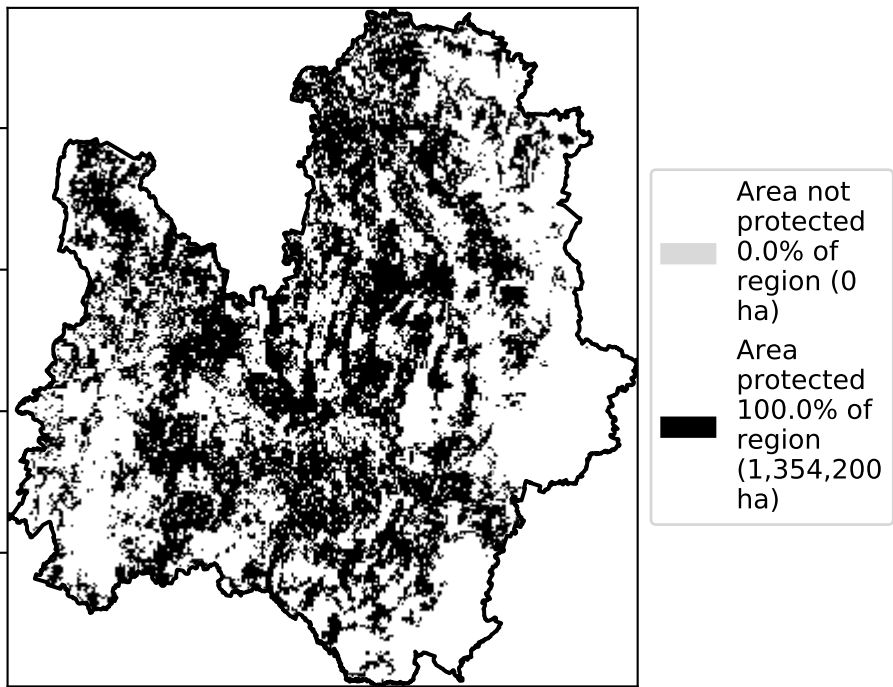 Area not
protected
0.0% of
region (0
ha)
Area
protected
100.0% of
region
(1,354,200
ha)